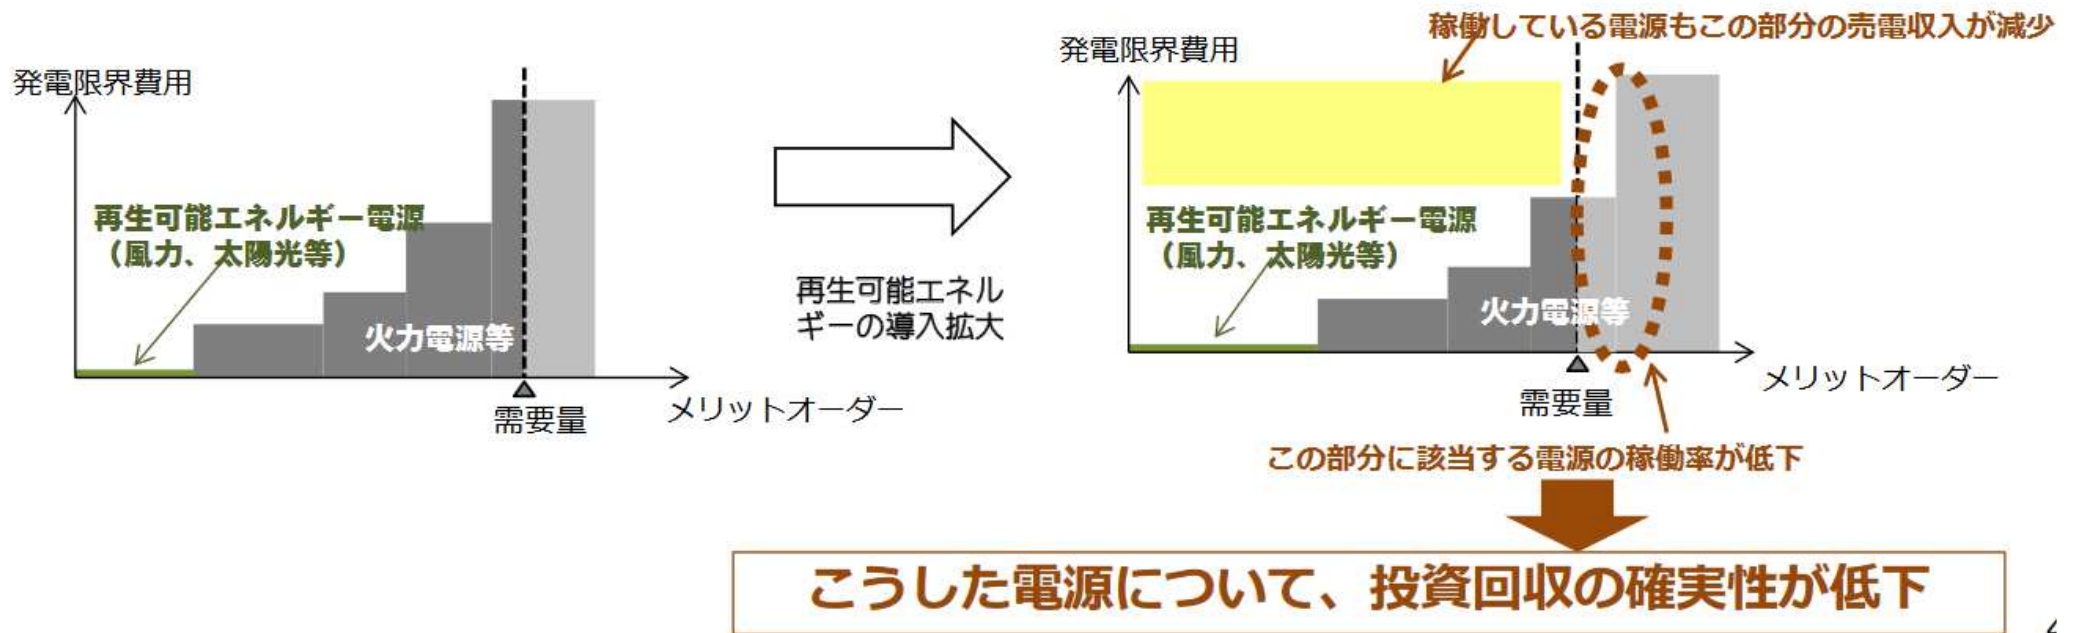 発電限界費用
再生可能エネルギー電源
（風力、太陽光等）
火力電源等
需要量
メリットオーダー
再生可能エネル
ギーの導入拡大
稼働している電源もこの部分の売電収入が減少
発電限界費用
再生可能エネルギー電源
（風力、太陽光等）
火力電源等
需要量
メリットオーダー
この部分に該当する電源の稼働率が低下
こうした電源について、投資回収の確実性が低下